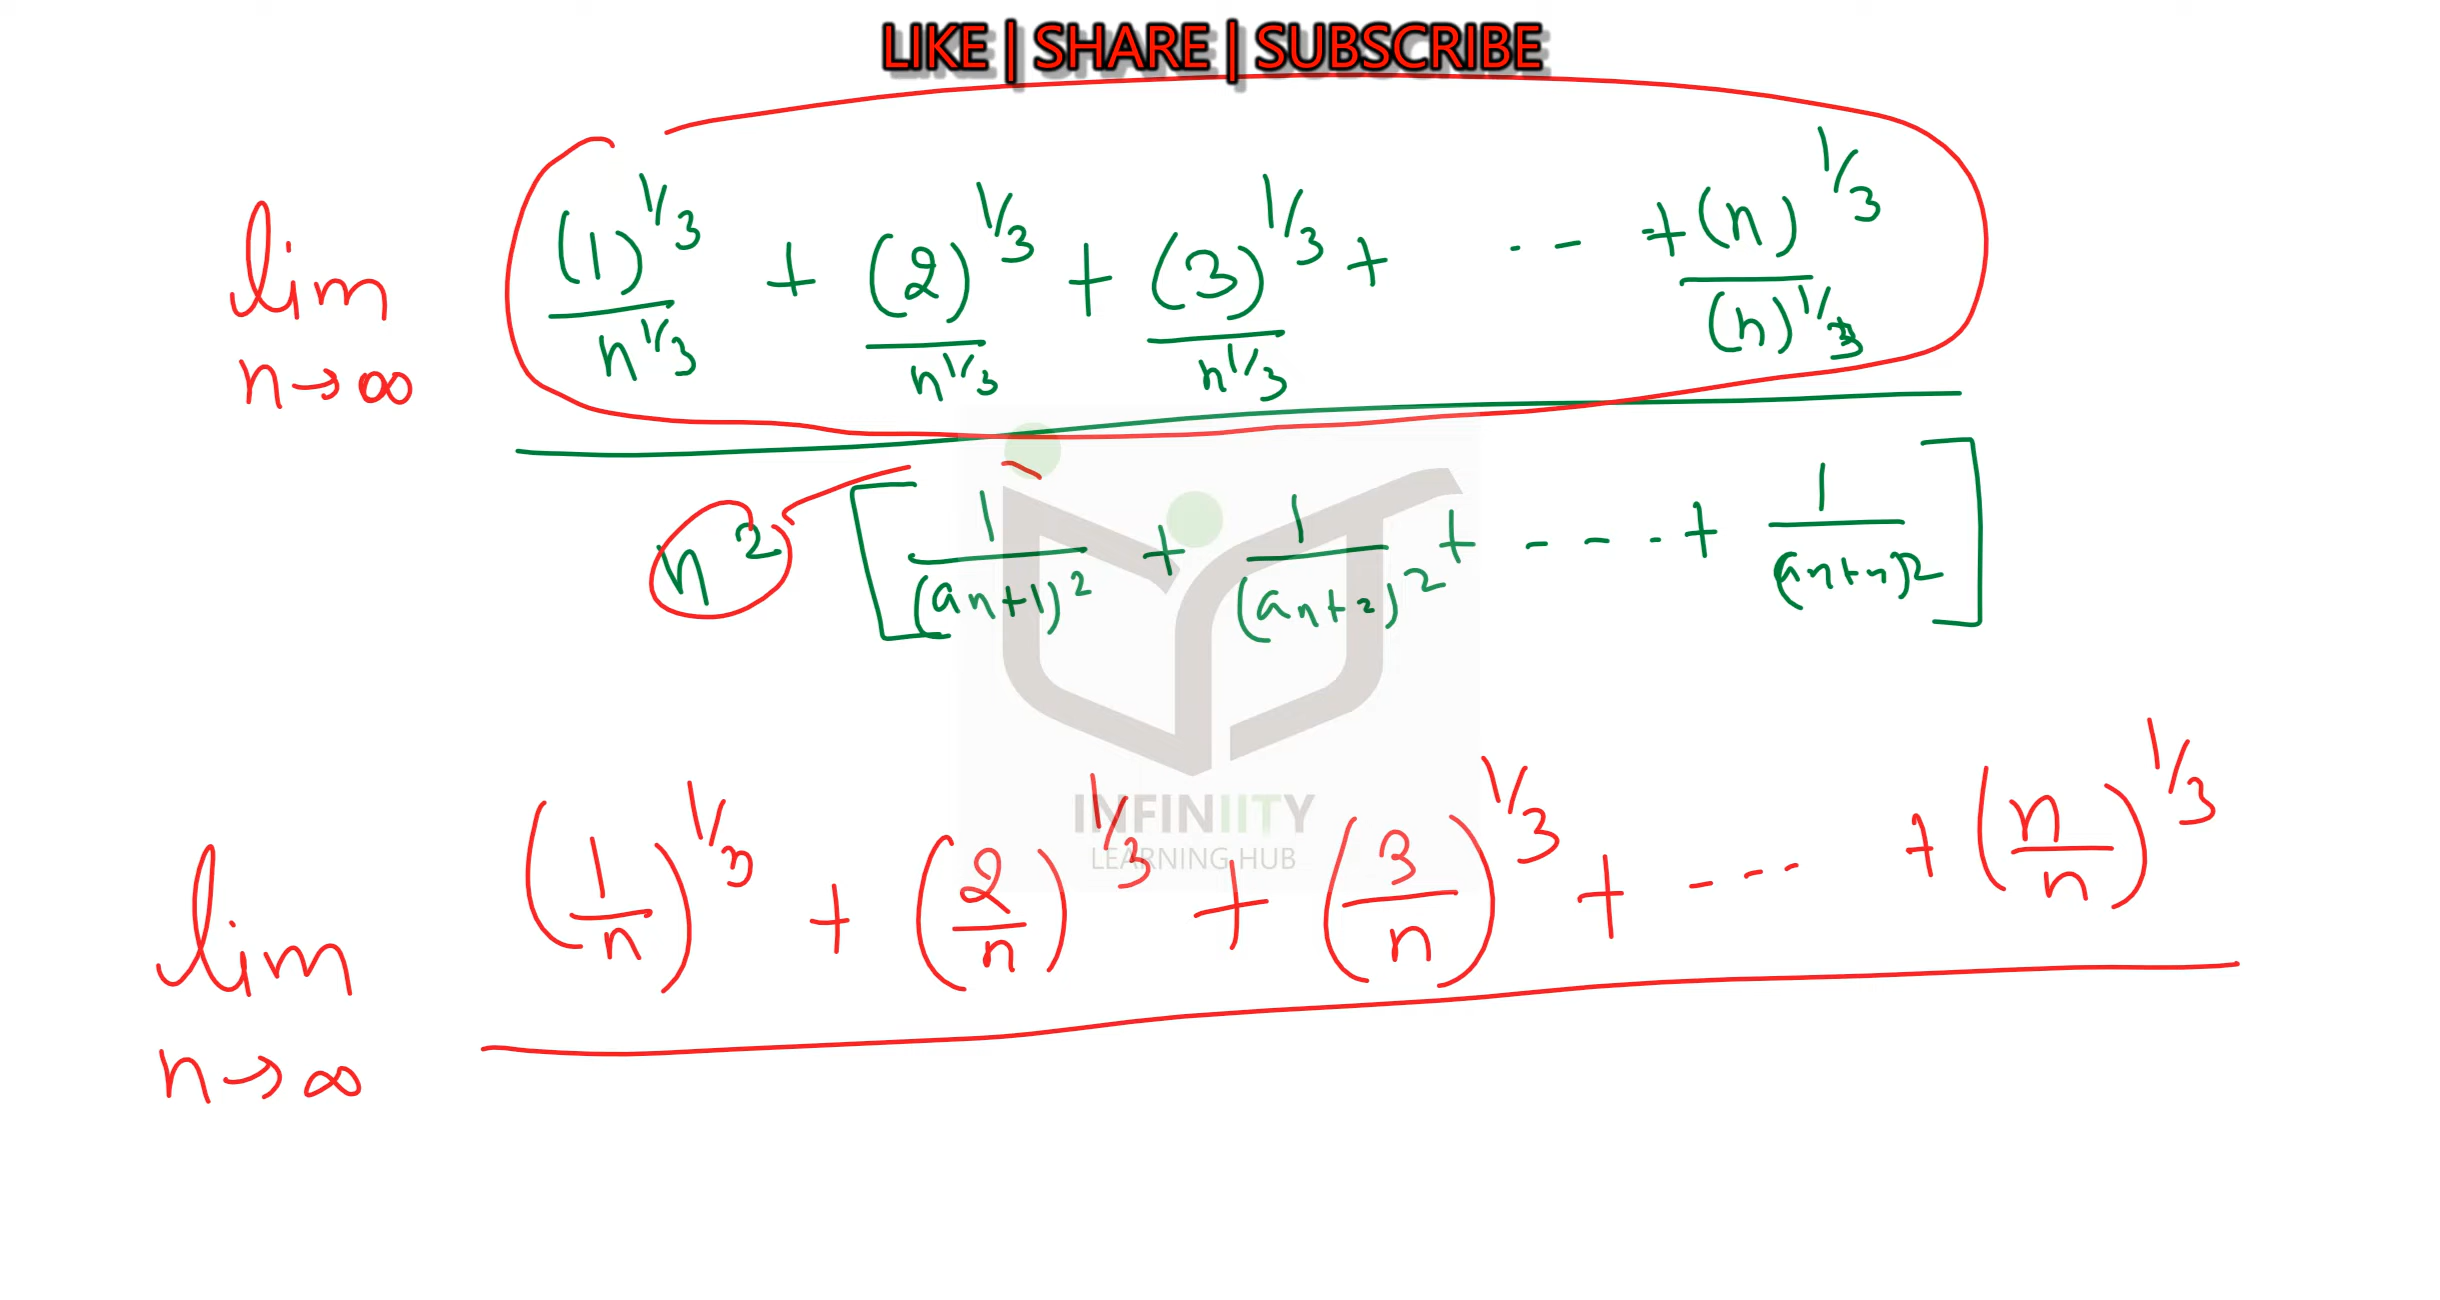 LIKE | SHARE | SUBSCRIBE
lim n→∞ (1)^1/3 / n^1/3 + (2)^1/3 / n^1/3 + (3)^1/3 / n^1/3 + -- --- + (n)^1/3 / (n)^1/3
n^2 [ 1/(an+1)^2 + 1/(an+2)^2 + ---- + 1/(an+n)^2 ]
INFINIITY
LEARNING HUB
lim n→∞ (1/n)^1/3 + (2/n)^1/3 + (3/n)^1/3 + ---- + (n/n)^1/3